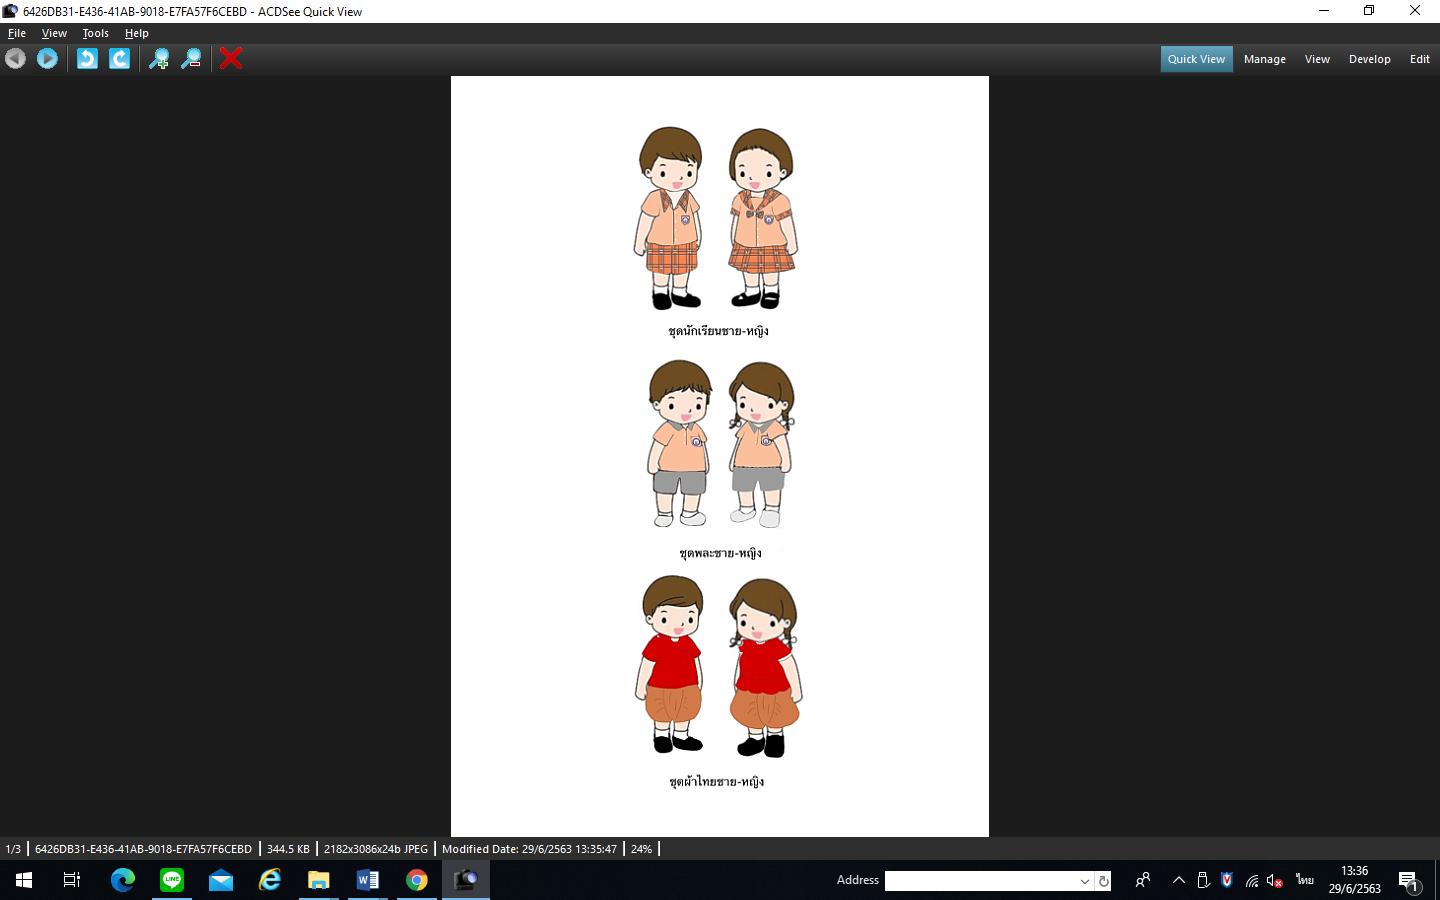 6426DB31-E436-41AB-9018-E7FA57F6CEBD - ACDSee Quick View
File View Tools Help
Quick View Manage View Develop Edit
ชุดนักเรียนชาย-หญิง
ชุดพละชาย-หญิง
ชุดผ้าไทยชาย-หญิง
1/3 6426DB31-E436-41AB-9018-E7FA57F6CEBD 344.5 KB 2182x3086x24b JPEG Modified Date: 29/6/2563 13:35:47 24%
LINE Address ไทย 13:36
29/6/2563 1